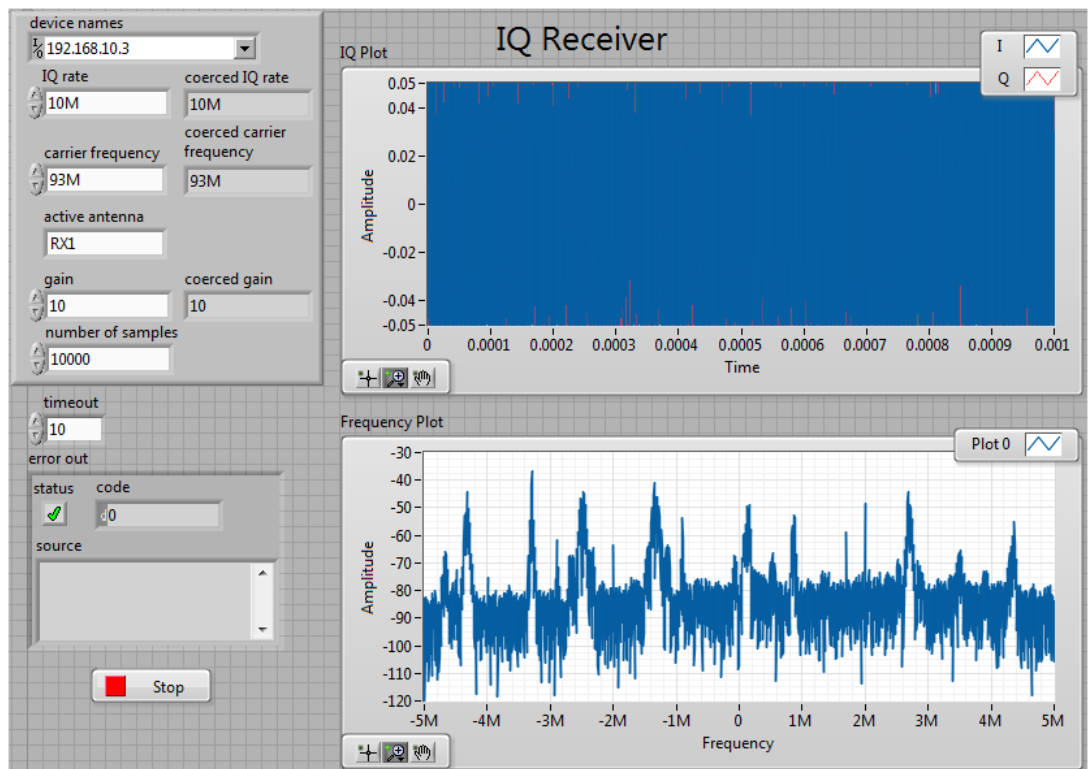 device names
192.168.10.3
IQ rate
10M
coerced IQ rate
10M
carrier frequency
93M
coerced carrier
frequency
93M
active antenna
RX1
gain
10
coerced gain
10
number of samples
10000
timeout
10
error out
status
code
d0
source
Stop
IQ Receiver
IQ Plot
I
Q
Amplitude
0.05
0.04
0.02
0
-0.02
-0.04
-0.05
0 0.0001 0.0002 0.0003 0.0004 0.0005 0.0006 0.0007 0.0008 0.0009 0.001
Time
Frequency Plot
Plot 0
Amplitude
-30
-40
-50
-60
-70
-80
-90
-100
-110
-120
-5M -4M -3M -2M -1M 0 1M 2M 3M 4M 5M
Frequency